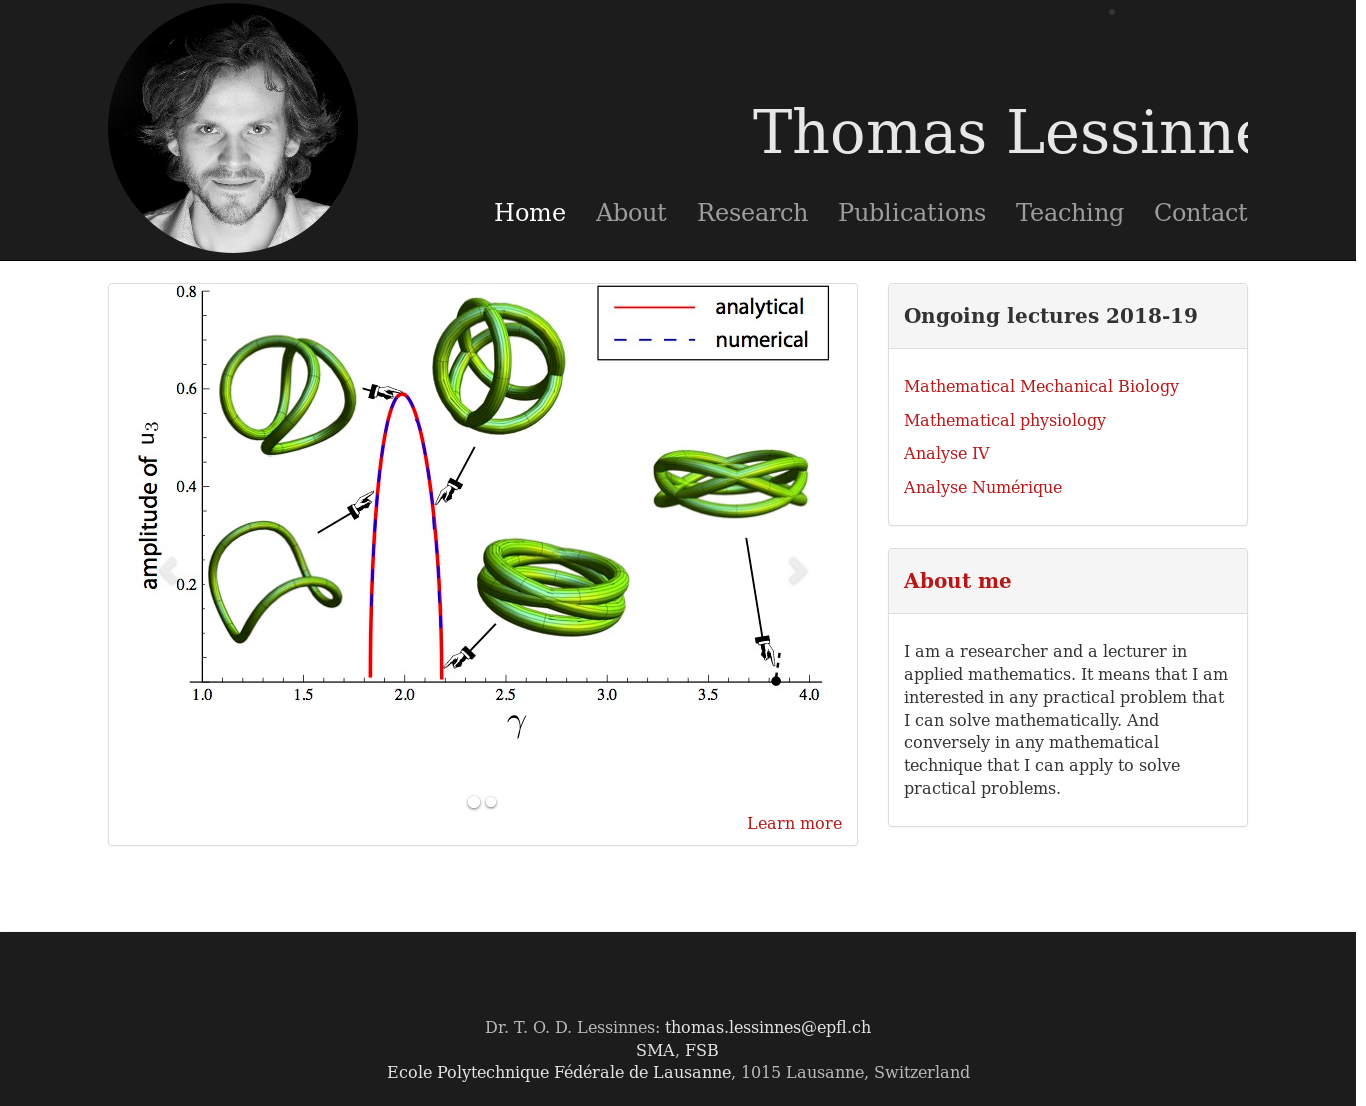 Thomas Lessinne
Home About Research Publications Teaching Contact
0.8
analytical
numerical
0.6
amplitude of u3
0.4
0.2
1.0 1.5 2.0 2.5 3.0 3.5 4.0
γ
Learn more
Ongoing lectures 2018-19
Mathematical Mechanical Biology
Mathematical physiology
Analyse IV
Analyse Numérique
About me
I am a researcher and a lecturer in
applied mathematics. It means that I am
interested in any practical problem that
I can solve mathematically. And
conversely in any mathematical
technique that I can apply to solve
practical problems.
Dr. T. O. D. Lessinnes: thomas.lessinnes@epfl.ch
SMA, FSB
Ecole Polytechnique Fédérale de Lausanne, 1015 Lausanne, Switzerland